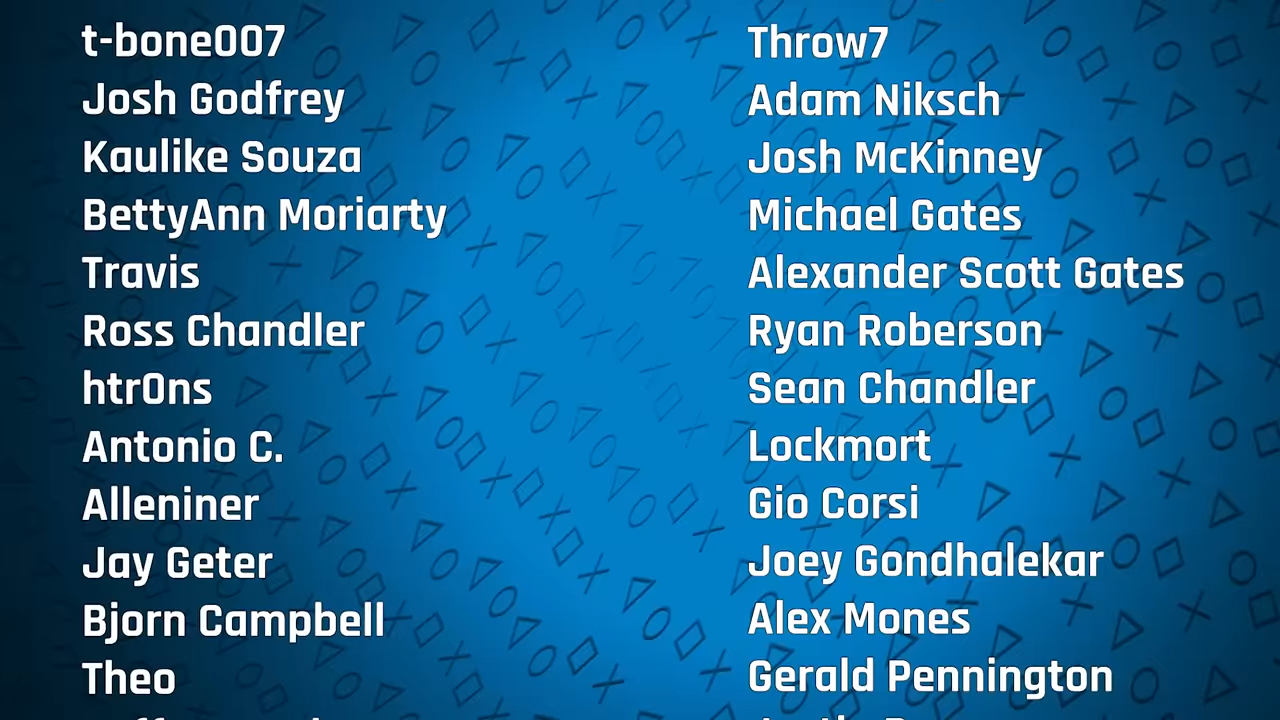 t-bone007
Josh Godfrey
Kaulike Souza
BettyAnn Moriarty
Travis
Ross Chandler
htr0ns
Antonio C.
Alleniner
Jay Geter
Bjorn Campbell
Theo
Throw7
Adam Niksch
Josh McKinney
Michael Gates
Alexander Scott Gates
Ryan Roberson
Sean Chandler
Lockmort
Gio Corsi
Joey Gondhalekar
Alex Mones
Gerald Pennington